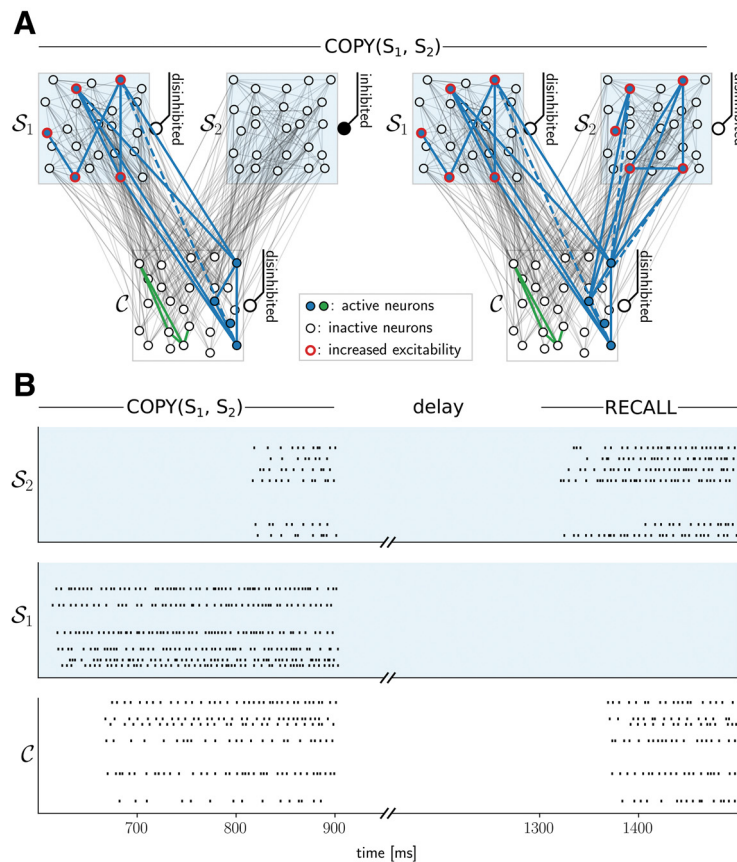 A
COPY(S1, S2)
S1
disinhibited
S2
inhibited
S1
disinhibited
S2
C
disinhibited
C
disinhibited
: active neurons
: inactive neurons
: increased excitability
B
COPY(S1, S2)
delay
RECALL
S2
S1
C
700
800
900
1300
1400
time [ms]